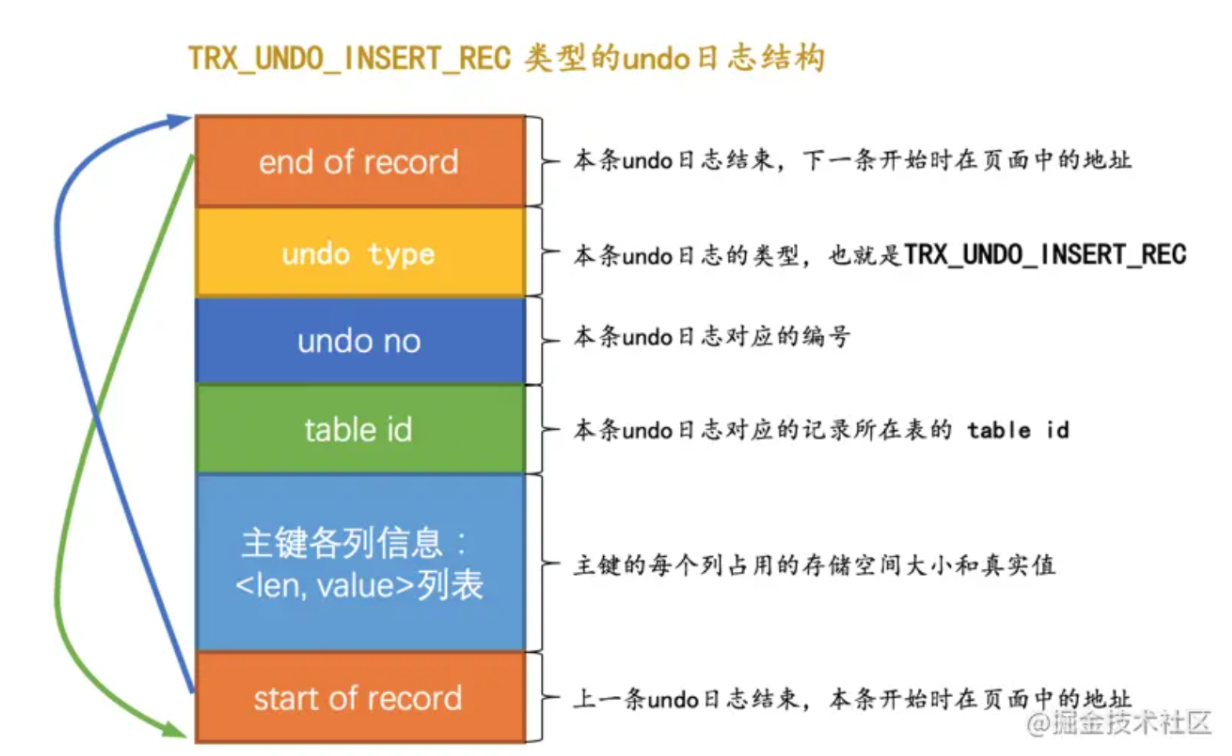 TRX_UNDO_INSERT_REC 类型的undo日志结构
end of record
本条undo日志结束，下一条开始时在页面中的地址
undo type
本条undo日志的类型，也就是TRX_UNDO_INSERT_REC
undo no
本条undo日志对应的编号
table id
本条undo日志对应的记录所在表的 table id
主键各列信息：
<len, value>列表
主键的每个列占用的存储空间大小和真实值
start of record
上一条undo日志结束，本条开始时在页面中的地址
@掘金技术社区